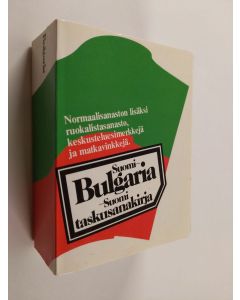 Normaalisanaston lisäksi
ruokalistasanasto,
keskusteluesimerkkejä
ja matkavinkkejä.
Suomi–
Bulgaria
–Suomi
taskusanakirja